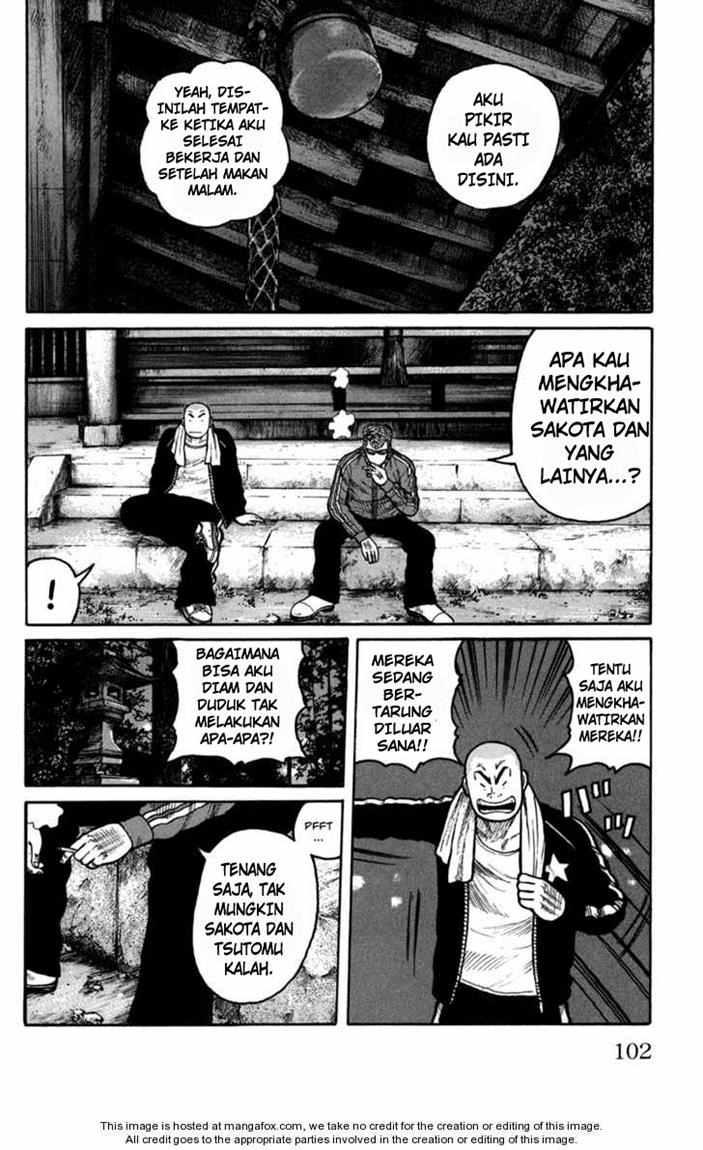 AKU
PIKIR
KAU PASTI
ADA
DISINI.
YEAH, DIS-
INILAH TEMPAT-
KE KETIKA AKU
SELESAI
BEKERJA DAN
SETELAH MAKAN
MALAM.
APA KAU
MENGKHA-
WATIRKAN
SAKOTA DAN
YANG
LAINYA...?
!
TENTU
SAJA AKU
MENGKHA-
WATIRKAN
MEREKA!!
MEREKA
SEDANG
BER-
TARUNG
DILUAR
SANA!!
BAGAIMANA
BISA AKU
DIAM DAN
DUDUK TAK
MELAKUKAN
APA-APA?!
PFFT
...
TENANG
SAJA, TAK
MUNGKIN
SAKOTA DAN
TSUTOMU
KALAH.
102
This image is hosted at mangafox.com, we take no credit for the creation or editing of this image.
All credit goes to the appropriate parties involved in the creation or editing of this image.